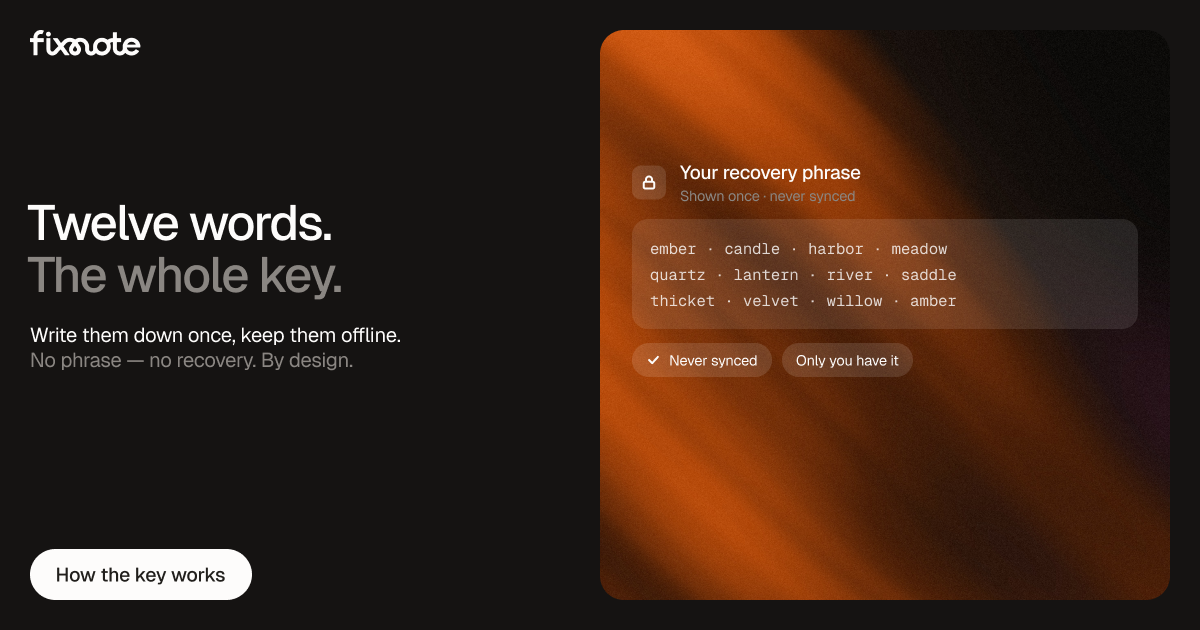 fixnote
Twelve words.
The whole key.
Write them down once, keep them offline.
No phrase — no recovery. By design.
How the key works
Your recovery phrase
Shown once · never synced
ember · candle · harbor · meadow
quartz · lantern · river · saddle
thicket · velvet · willow · amber
Never synced
Only you have it